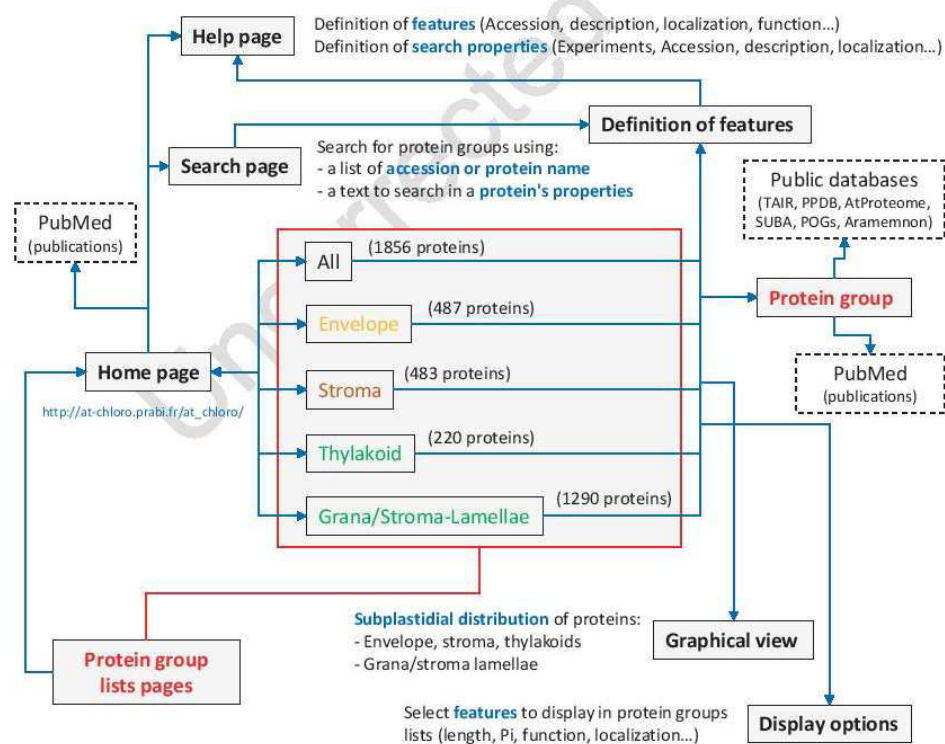 Help page
Definition of features (Accession, description, localization, function...)
Definition of search properties (Experiments, Accession, description, localization...)
Definition of features
Search page
Search for protein groups using:
- a list of accession or protein name
- a text to search in a protein's properties
Public databases
(TAIR, PPDB, AtProteome,
SUBA, POGs, Aramemnon)
PubMed
(publications)
All
(1856 proteins)
Protein group
Envelope
(487 proteins)
Home page
http://at-chloro.prabi.fr/at_chloro/
Stroma
(483 proteins)
PubMed
(publications)
Thylakoid
(220 proteins)
Grana/Stroma-Lamellae
(1290 proteins)
Subplastidial distribution of proteins:
- Envelope, stroma, thylakoids
- Grana/stroma lamellae
Graphical view
Protein group
lists pages
Select features to display in protein groups
lists (length, Pi, function, localization...)
Display options
Uncorrected